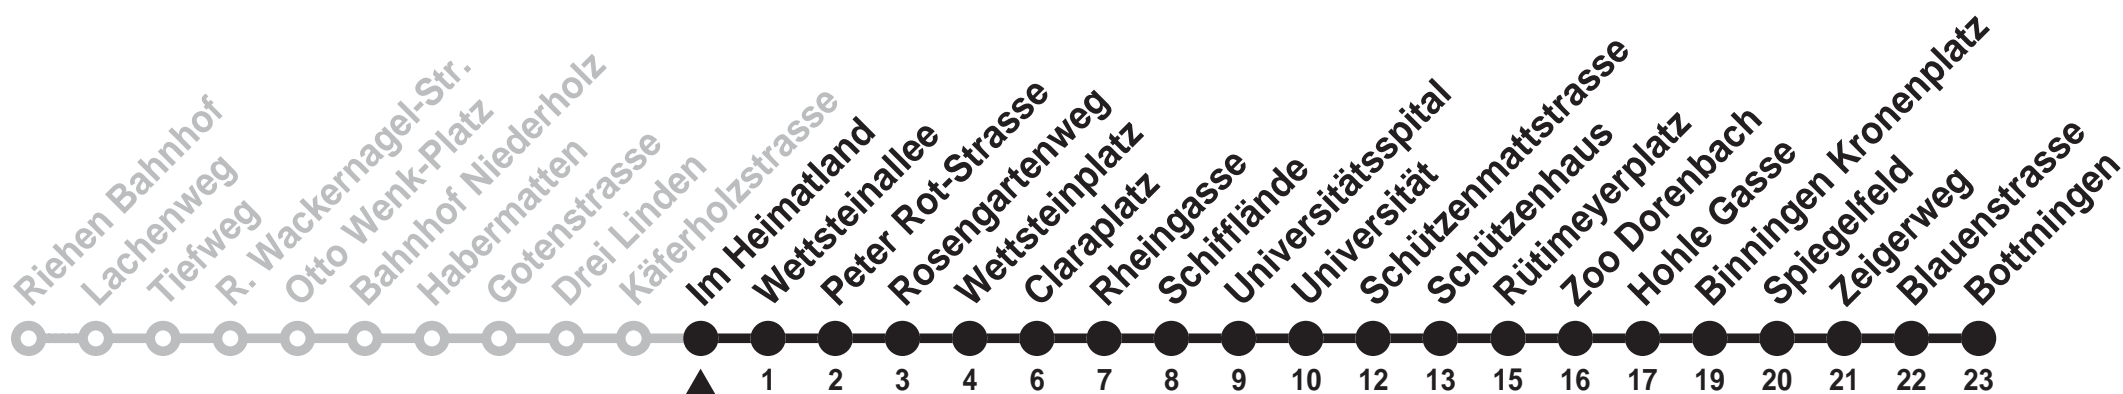 Riehen Bahnhof
Lachenweg
Tiefweg
R. Wackernagel-Str.
Otto Wenk-Platz
Bahnhof Niederholz
Habermatten
Gotenstrasse
Drei Linden
Käferholzstrasse
Im Heimatland
Wettsteinallee
Peter Rot-Strasse
Rosengartenweg
Wettsteinplatz
Claraplatz
Rheingasse
Schifflände
Universitätsspital
Universität
Schützenmattstrasse
Schützenhaus
Rütimeyerplatz
Zoo Dorenbach
Hohle Gasse
Binningen Kronenplatz
Spiegelfeld
Zeigerweg
Blauenstrasse
Bottmingen
1 2 3 4 6 7 8 9 10 12 13 15 16 17 19 20 21 22 23